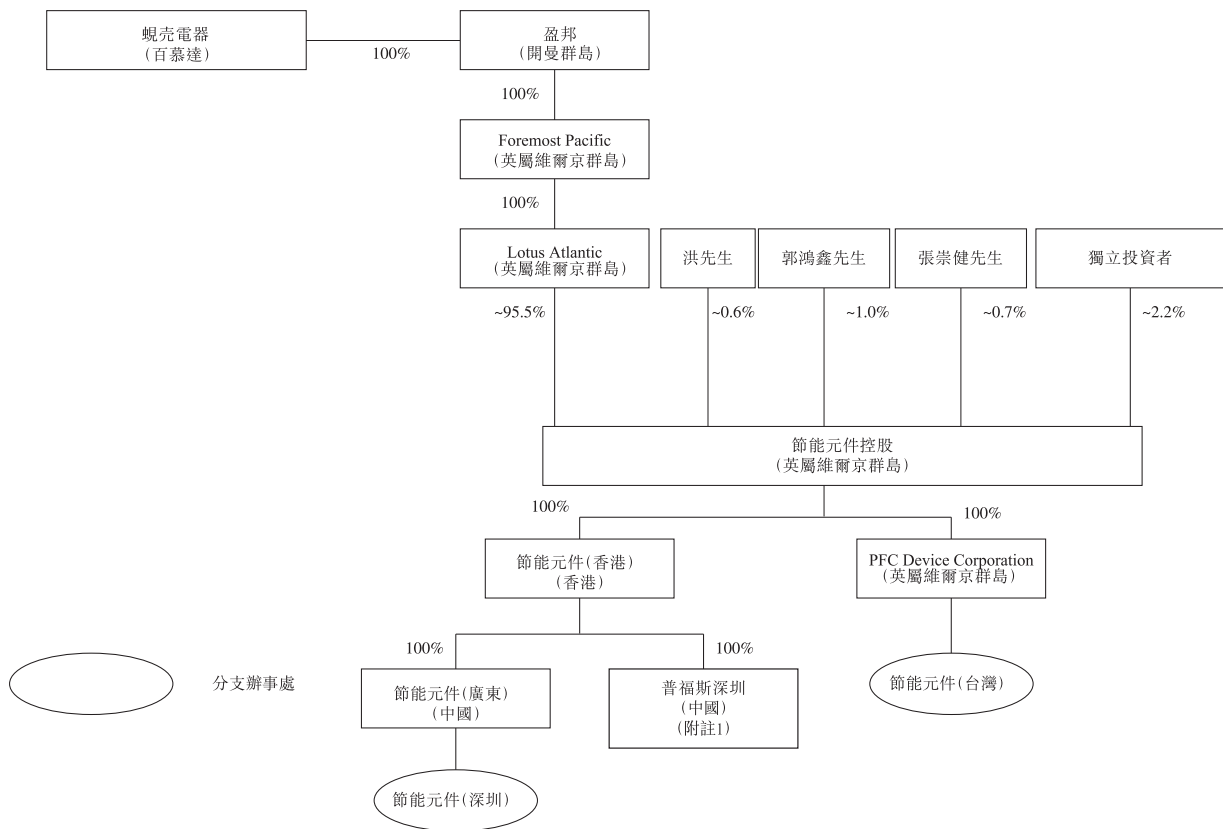 蜆壳電器
(百慕達)
100%
盈邦
(開曼群島)
100%
Foremost Pacific
(英屬維爾京群島)
100%
Lotus Atlantic
(英屬維爾京群島)
洪先生
郭鴻鑫先生
張崇健先生
獨立投資者
~95.5%
~0.6%
~1.0%
~0.7%
~2.2%
節能元件控股
(英屬維爾京群島)
100%
100%
節能元件(香港)
(香港)
PFC Device Corporation
(英屬維爾京群島)
100%
100%
分支辦事處
節能元件(廣東)
(中國)
普福斯深圳
(中國)
(附註1)
節能元件(台灣)
節能元件(深圳)